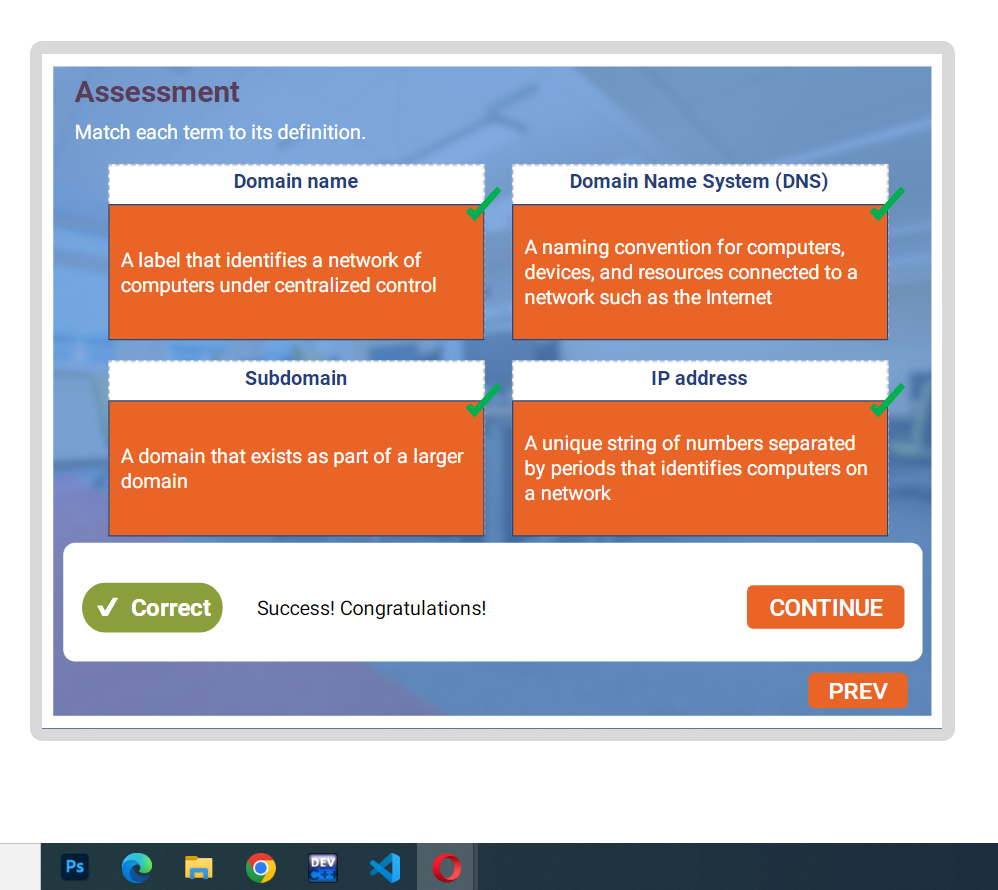 Assessment
Match each term to its definition.
Domain name
A label that identifies a network of
computers under centralized control
Domain Name System (DNS)
A naming convention for computers,
devices, and resources connected to a
network such as the Internet
Subdomain
A domain that exists as part of a larger
domain
IP address
A unique string of numbers separated
by periods that identifies computers on
a network
Correct
Success! Congratulations!
CONTINUE
PREV
Ps
DEV
C++